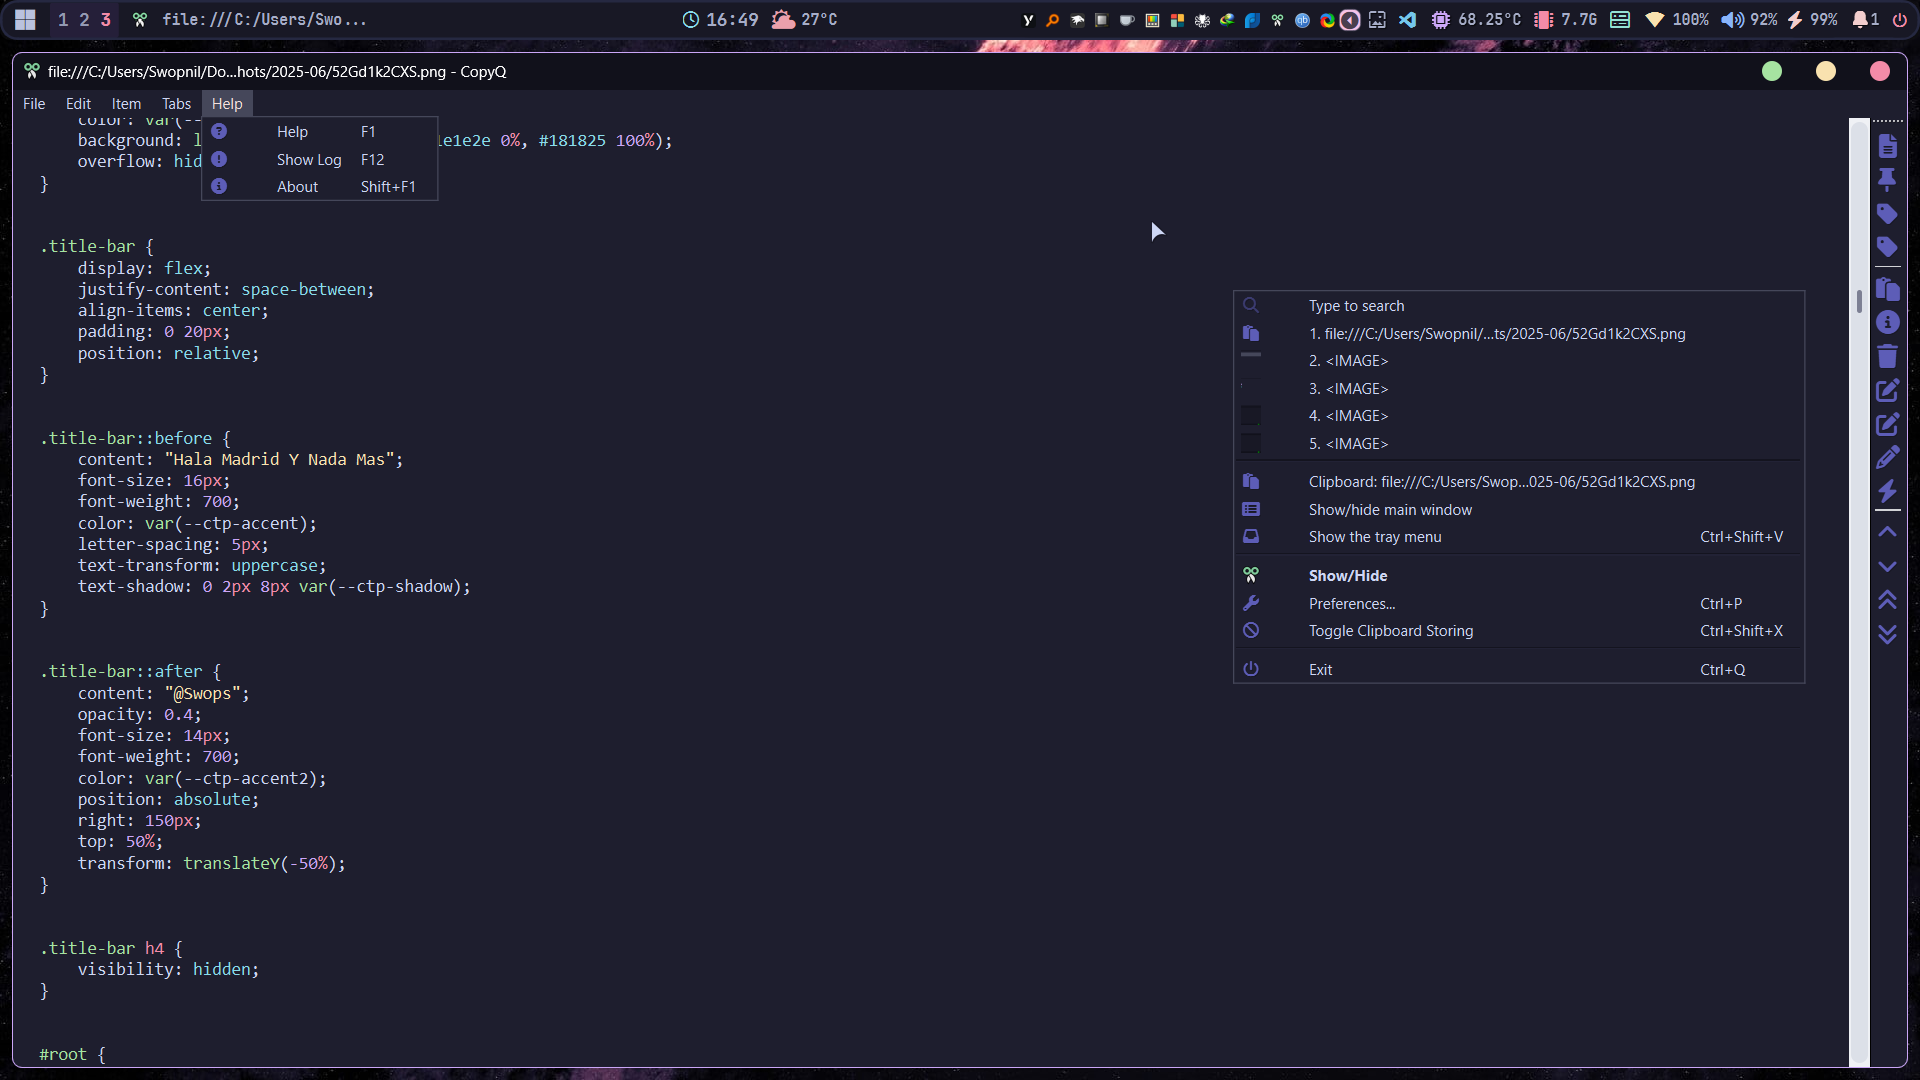 1 2 3 file:///C:/Users/Swo... 16:49 27°C 68.25°C 7.7G 100% 92% 99% 1
file:///C:/Users/Swopnil/Do...hots/2025-06/52Gd1k2CXS.png - CopyQ
File Edit Item Tabs Help
Help F1
Show Log F12
About Shift+F1
color: var(--
background: l
1e1e2e 0%, #181825 100%);
overflow: hid
}
.title-bar {
display: flex;
justify-content: space-between;
align-items: center;
padding: 0 20px;
position: relative;
}
.title-bar::before {
content: "Hala Madrid Y Nada Mas";
font-size: 16px;
font-weight: 700;
color: var(--ctp-accent);
letter-spacing: 5px;
text-transform: uppercase;
text-shadow: 0 2px 8px var(--ctp-shadow);
}
.title-bar::after {
content: "@Swops";
opacity: 0.4;
font-size: 14px;
font-weight: 700;
color: var(--ctp-accent2);
position: absolute;
right: 150px;
top: 50%;
transform: translateY(-50%);
}
.title-bar h4 {
visibility: hidden;
}
#root {
Type to search
1. file:///C:/Users/Swopnil/...ts/2025-06/52Gd1k2CXS.png
2. <IMAGE>
3. <IMAGE>
4. <IMAGE>
5. <IMAGE>
Clipboard: file:///C:/Users/Swop...025-06/52Gd1k2CXS.png
Show/hide main window
Show the tray menu Ctrl+Shift+V
Show/Hide
Preferences... Ctrl+P
Toggle Clipboard Storing Ctrl+Shift+X
Exit Ctrl+Q